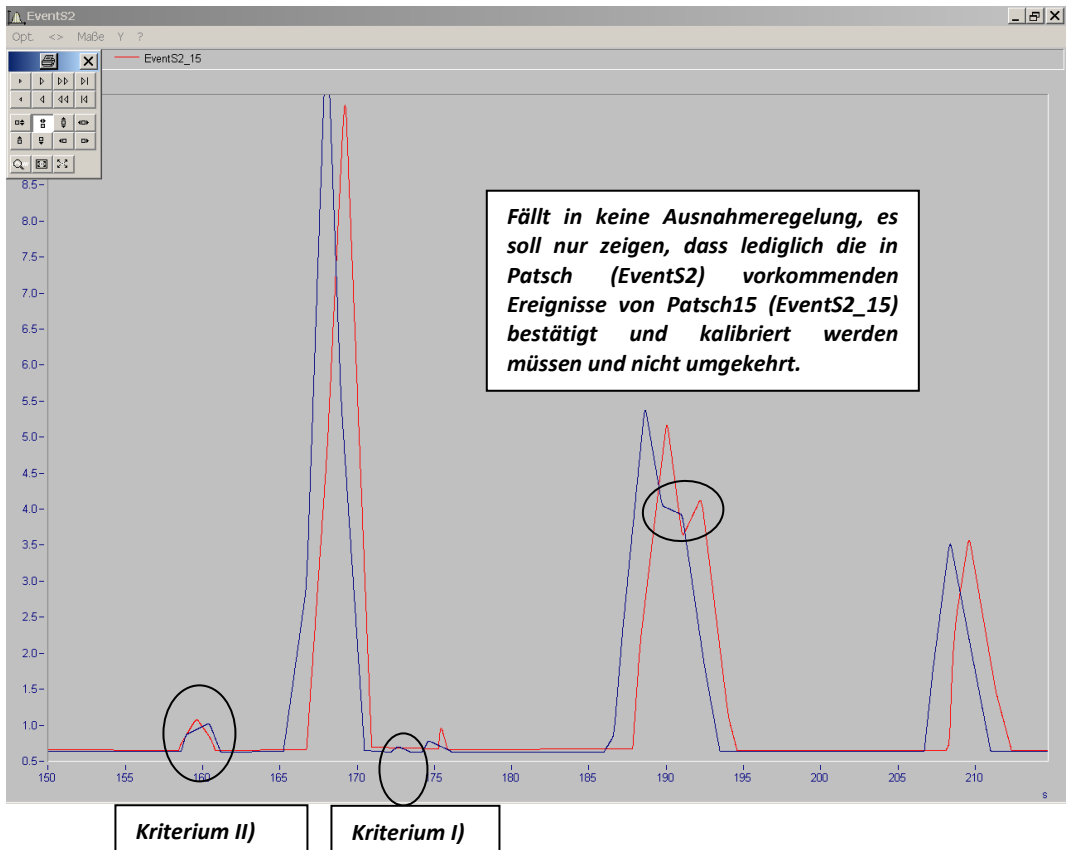 EventS2
Opt. <> Maße Y ?
EventS2_15
8.5
8.0
7.5
7.0
6.5
6.0
5.5
5.0
4.5
4.0
3.5
3.0
2.5
2.0
1.5
1.0
0.5
Fällt in keine Ausnahmeregelung, es
soll nur zeigen, dass lediglich die in
Patsch (EventS2) vorkommenden
Ereignisse von Patsch15 (EventS2_15)
bestätigt und kalibriert werden
müssen und nicht umgekehrt.
150 155 160 165 170 175 180 185 190 195 200 205 210
s
Kriterium II)
Kriterium I)